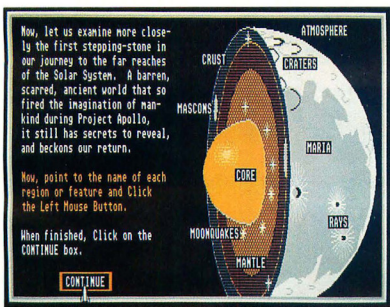 Now, let us examine more close-
ly the first stepping-stone in
our journey to the far reaches
of the Solar System.  A barren,
scarred, ancient world that so
fired the imagination of man-
kind during Project Apollo,
it still has secrets to reveal,
and beckons our return.
Now, point to the name of each
region or feature and Click
the Left Mouse Button.
When finished, Click on the
CONTINUE box.
CONTINUE
ATMOSPHERE
CRUST
CRATERS
MASCONS
MARIA
CORE
RAYS
MOONQUAKES
MANTLE